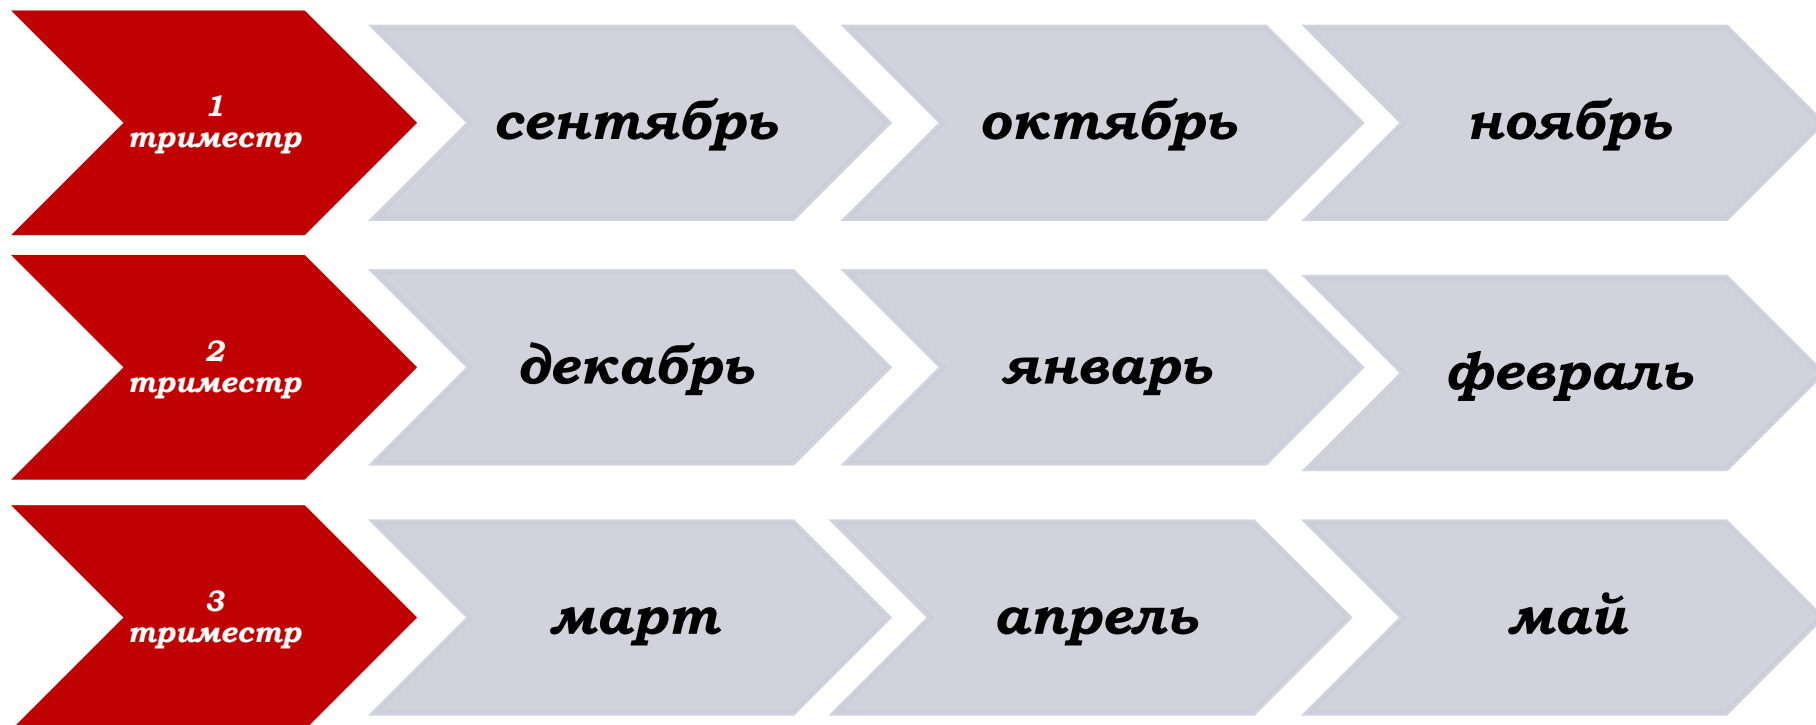 1
триместр
сентябрь
октябрь
ноябрь
2
триместр
декабрь
январь
февраль
3
триместр
март
апрель
май